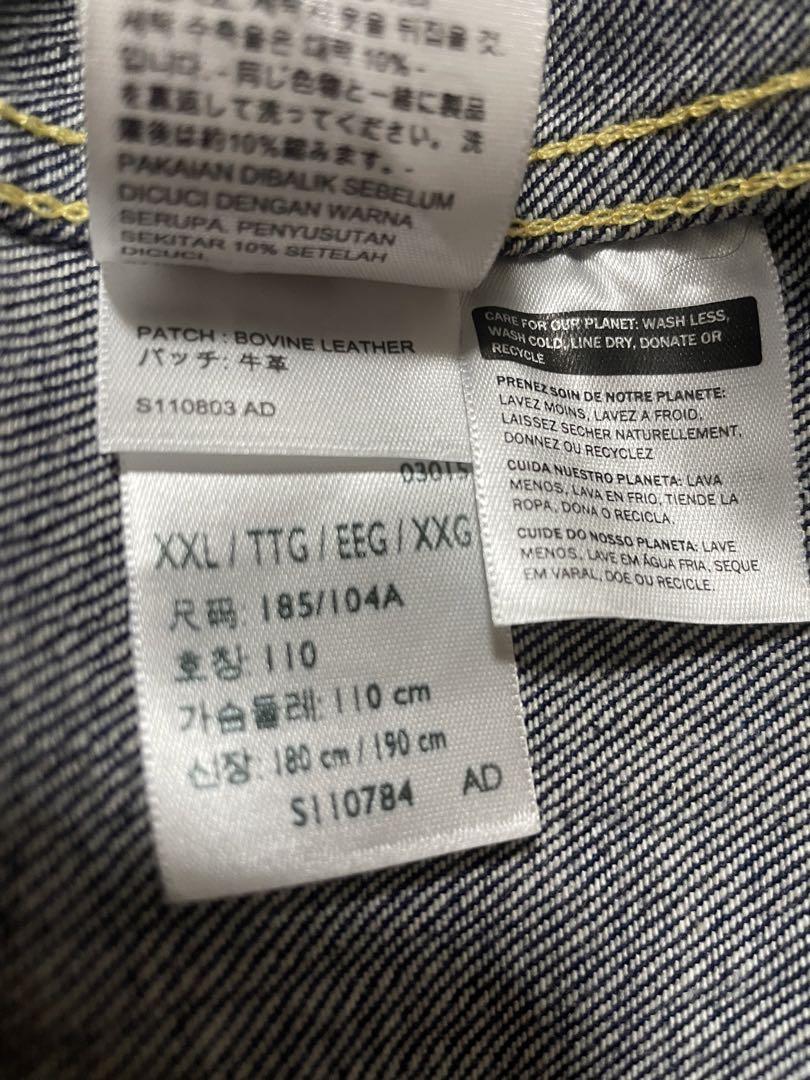 세탁 수축율은 대략 10% -
입니다. - 同じ色物と一緒に製品
を裏返して洗ってください。洗
濯後は約10%縮みます。-
PAKAIAN DIBALIK SEBELUM
DICUCI DENGAN WARNA
SERUPA. PENYUSUTAN
SEKITAR 10% SETELAH
DICUCI.
PATCH : BOVINE LEATHER
パッチ: 牛革
S110803 AD
CARE FOR OUR PLANET: WASH LESS,
WASH COLD, LINE DRY, DONATE OR
RECYCLE
PRENEZ SOIN DE NOTRE PLANETE:
LAVEZ MOINS, LAVEZ A FROID,
LAISSEZ SECHER NATURELLEMENT,
DONNEZ OU RECYCLEZ
CUIDA NUESTRO PLANETA: LAVA
MENOS, LAVA EN FRIO, TIENDE LA
ROPA, DONA O RECICLA.
CUIDE DO NOSSO PLANETA: LAVE
MENOS, LAVE EM ÁGUA FRIA, SEQUE
EM VARAL, DOE OU RECICLE.
03015
XXL / TTG / EEG / XXG
尺码: 185/104A
호칭: 110
가슴둘레: 110 cm
신장: 180 cm / 190 cm
S110784 AD